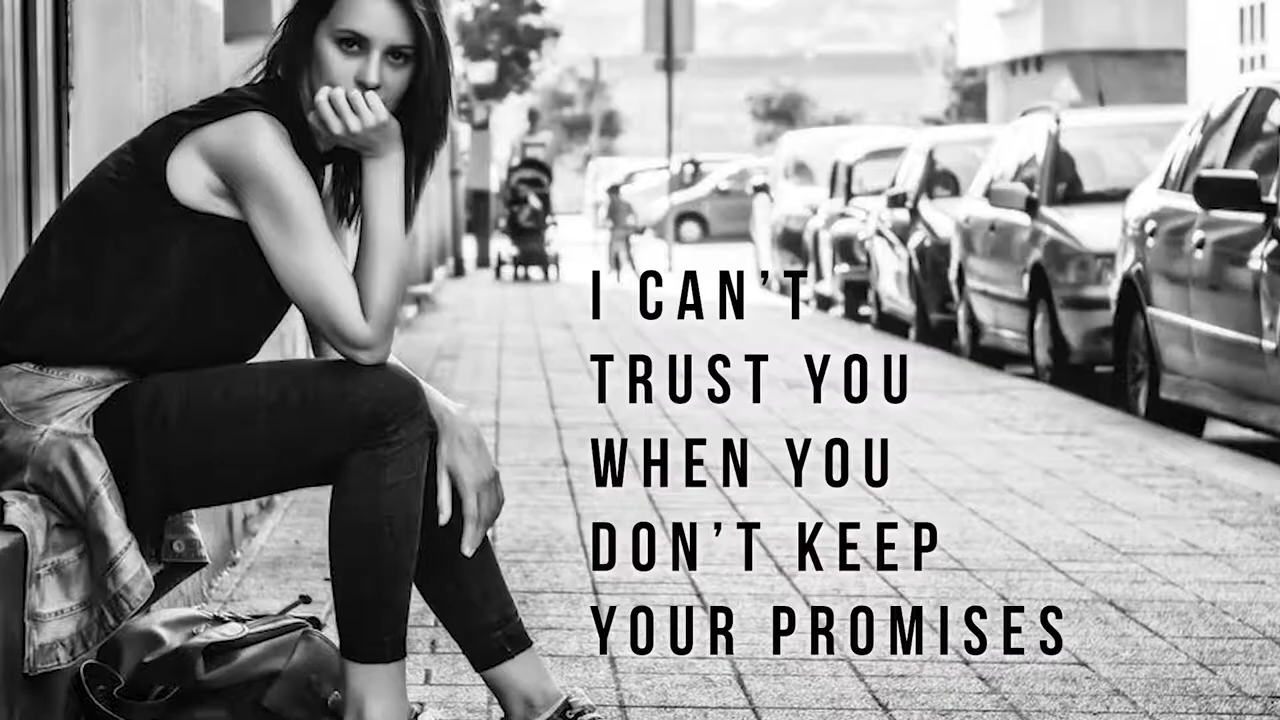 I CAN’T
TRUST YOU
WHEN YOU
DON’T KEEP
YOUR PROMISES